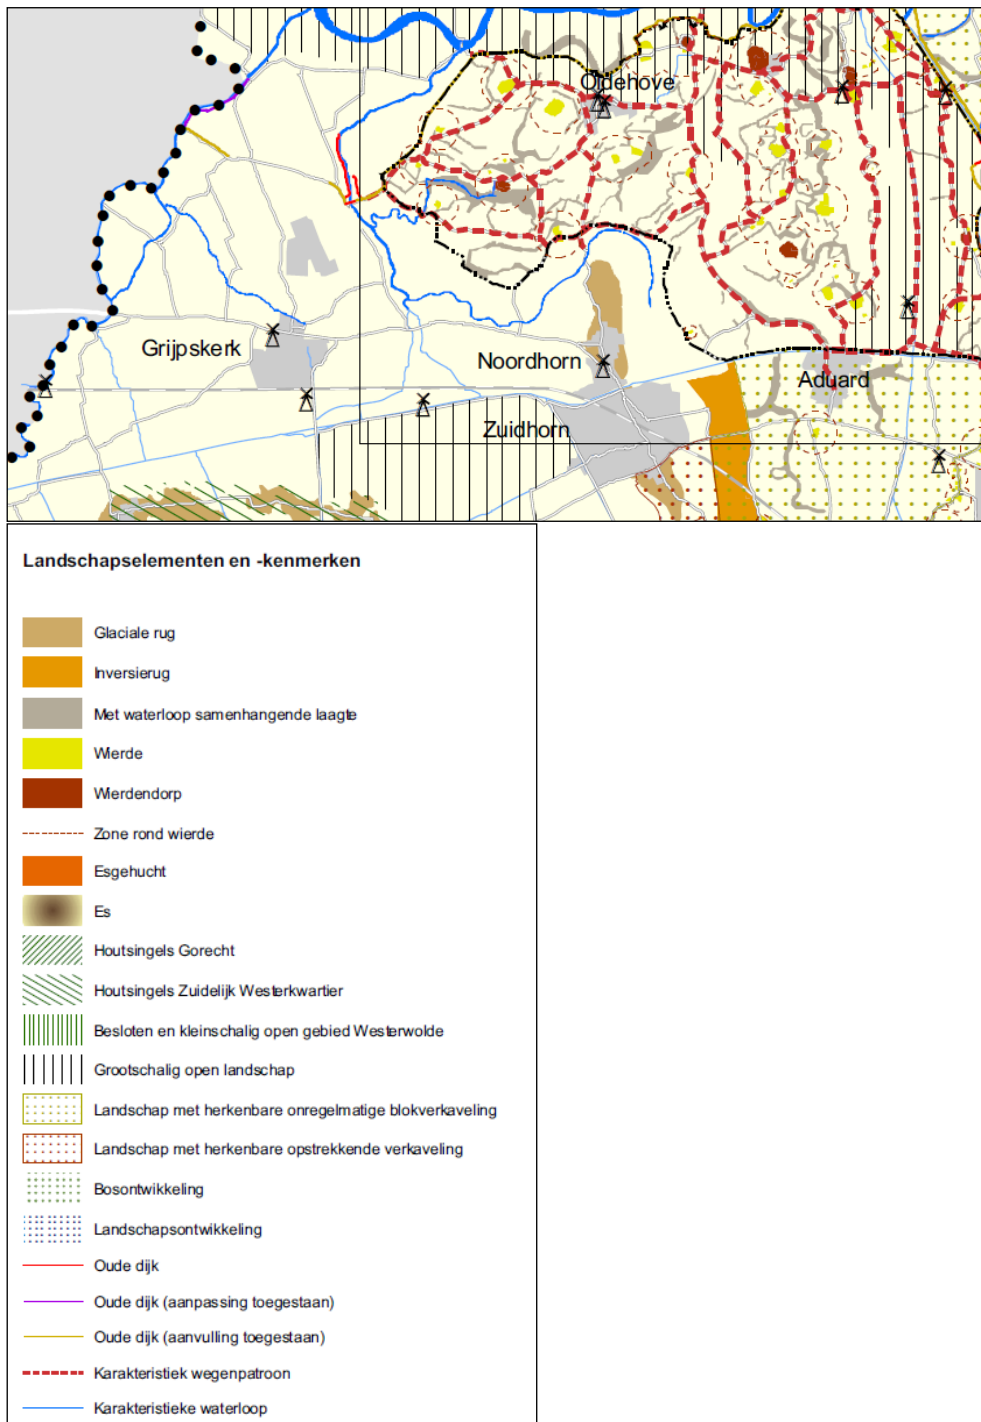 Oldehove
Grijpskerk
Noordhorn
Aduard
Zuidhorn
Landschapselementen en -kenmerken
Glaciale rug
Inversierug
Met waterloop samenhangende laagte
Wierde
Wierdendorp
Zone rond wierde
Esgehucht
Es
Houtsingels Gorecht
Houtsingels Zuidelijk Westerkwartier
Besloten en kleinschalig open gebied Westerwolde
Grootschalig open landschap
Landschap met herkenbare onregelmatige blokverkaveling
Landschap met herkenbare opstrekkende verkaveling
Bosontwikkeling
Landschapsontwikkeling
Oude dijk
Oude dijk (aanpassing toegestaan)
Oude dijk (aanvulling toegestaan)
Karakteristiek wegenpatroon
Karakteristieke waterloop